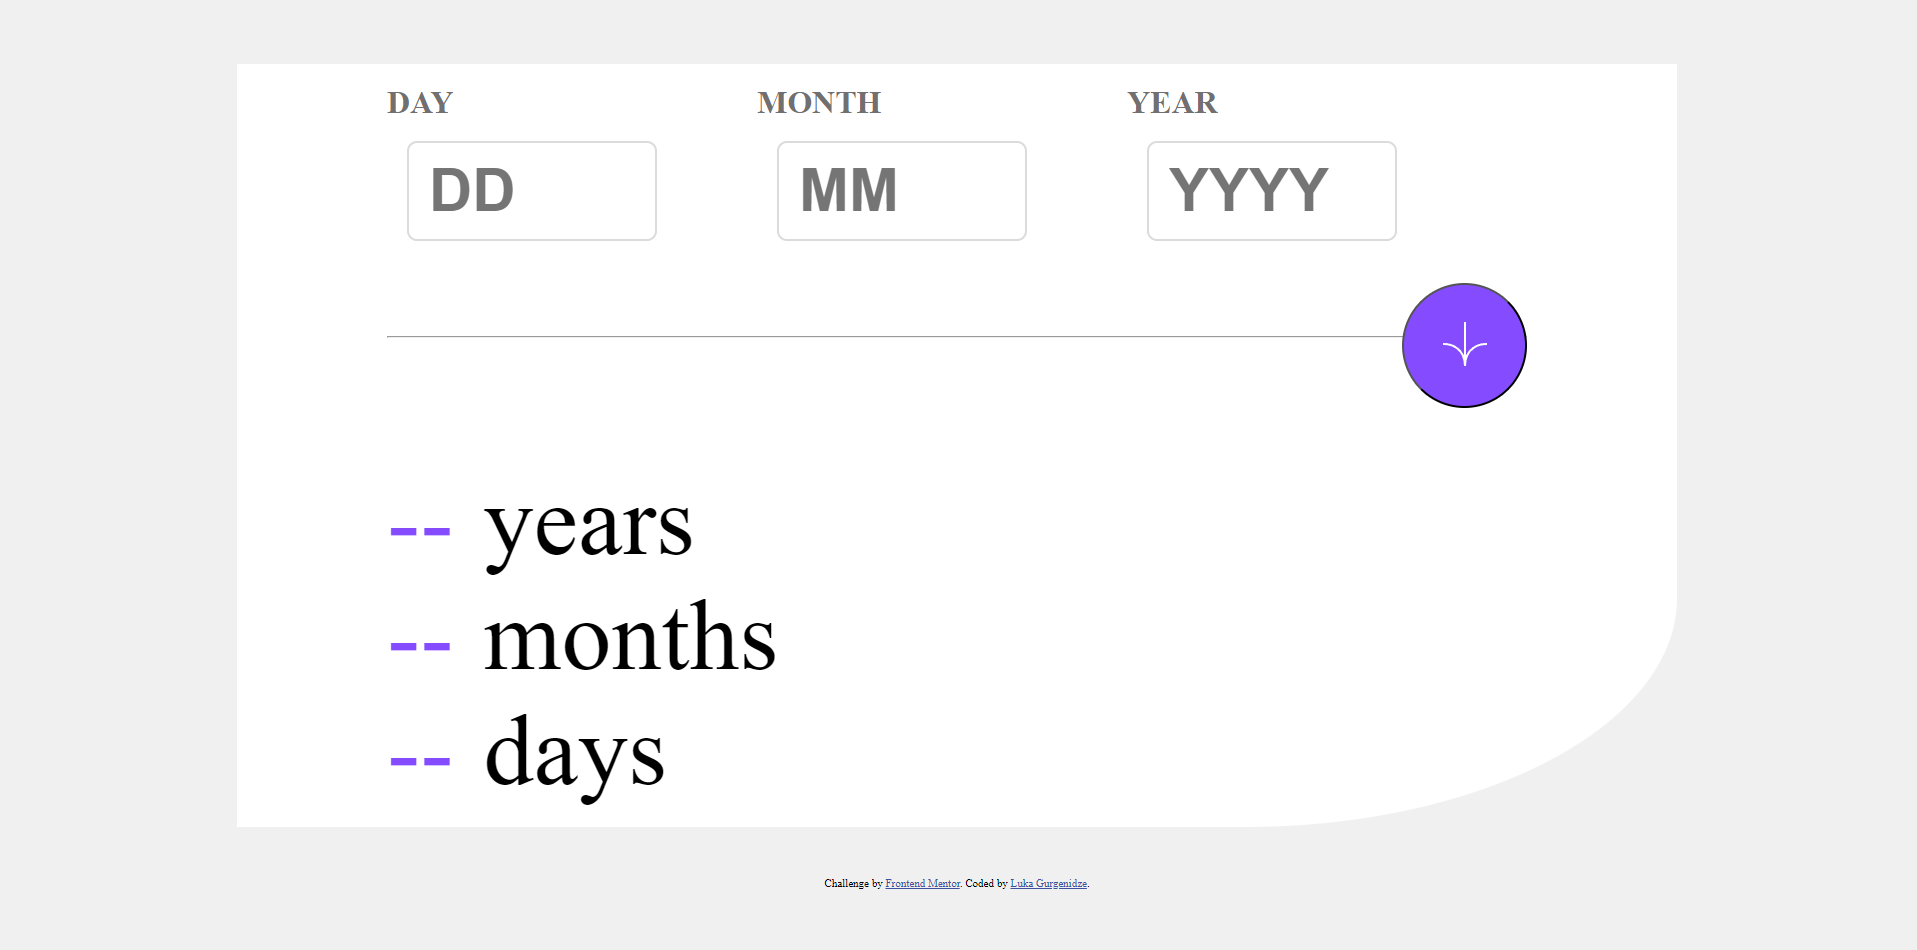 DAY MONTH YEAR
DD MM YYYY
-- years
-- months
-- days
Challenge by Frontend Mentor. Coded by Luka Gurgenidze.